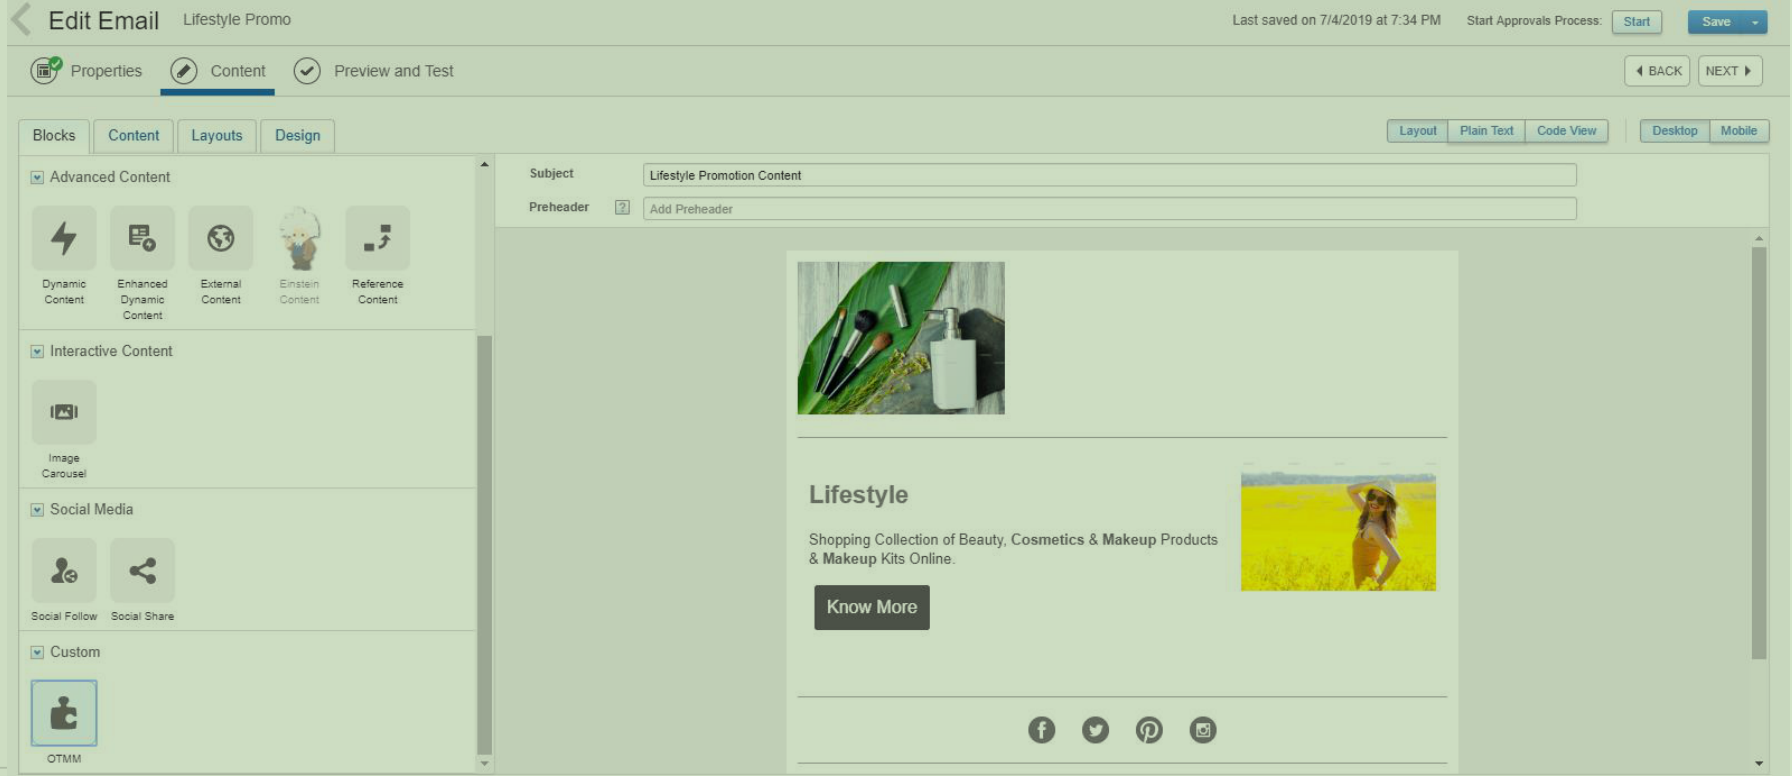 Edit Email Lifestyle Promo Last saved on 7/4/2019 at 7:34 PM Start Approvals Process: Start Save
Properties Content Preview and Test BACK NEXT
Blocks Content Layouts Design Layout Plain Text Code View Desktop Mobile
Advanced Content
Dynamic Content
Enhanced Dynamic Content
External Content
Einstein Content
Reference Content
Interactive Content
Image Carousel
Social Media
Social Follow Social Share
Custom
OTMM
Subject Lifestyle Promotion Content
Preheader ? Add Preheader
Lifestyle
Shopping Collection of Beauty, Cosmetics & Makeup Products
& Makeup Kits Online.
Know More